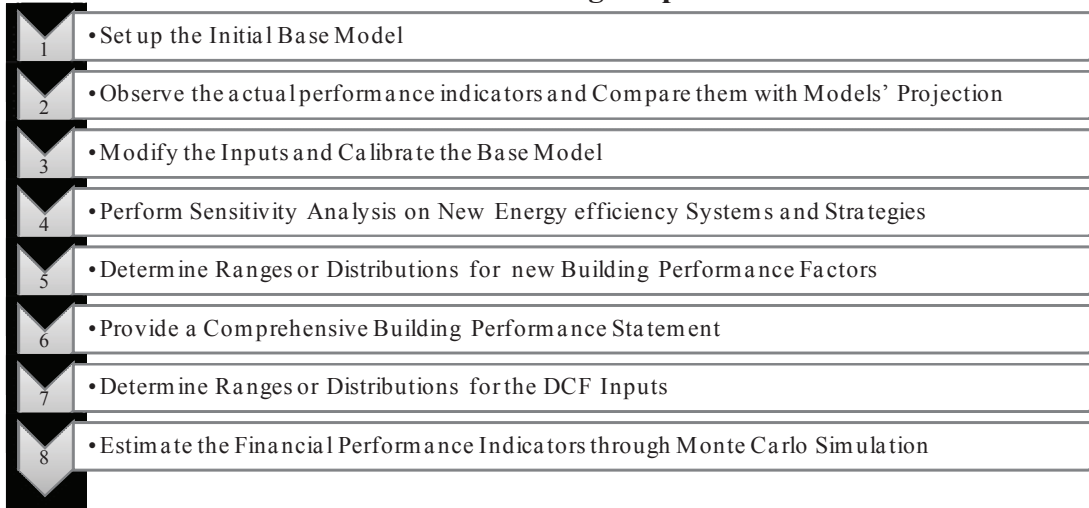 1 • Set up the Initial Base Model
2 • Observe the actual performance indicators and Compare them with Models’ Projection
3 • Modify the Inputs and Calibrate the Base Model
4 • Perform Sensitivity Analysis on New Energy efficiency Systems and Strategies
5 • Determine Ranges or Distributions for new Building Performance Factors
6 • Provide a Comprehensive Building Performance Statement
7 • Determine Ranges or Distributions for the DCF Inputs
8 • Estimate the Financial Performance Indicators through Monte Carlo Simulation